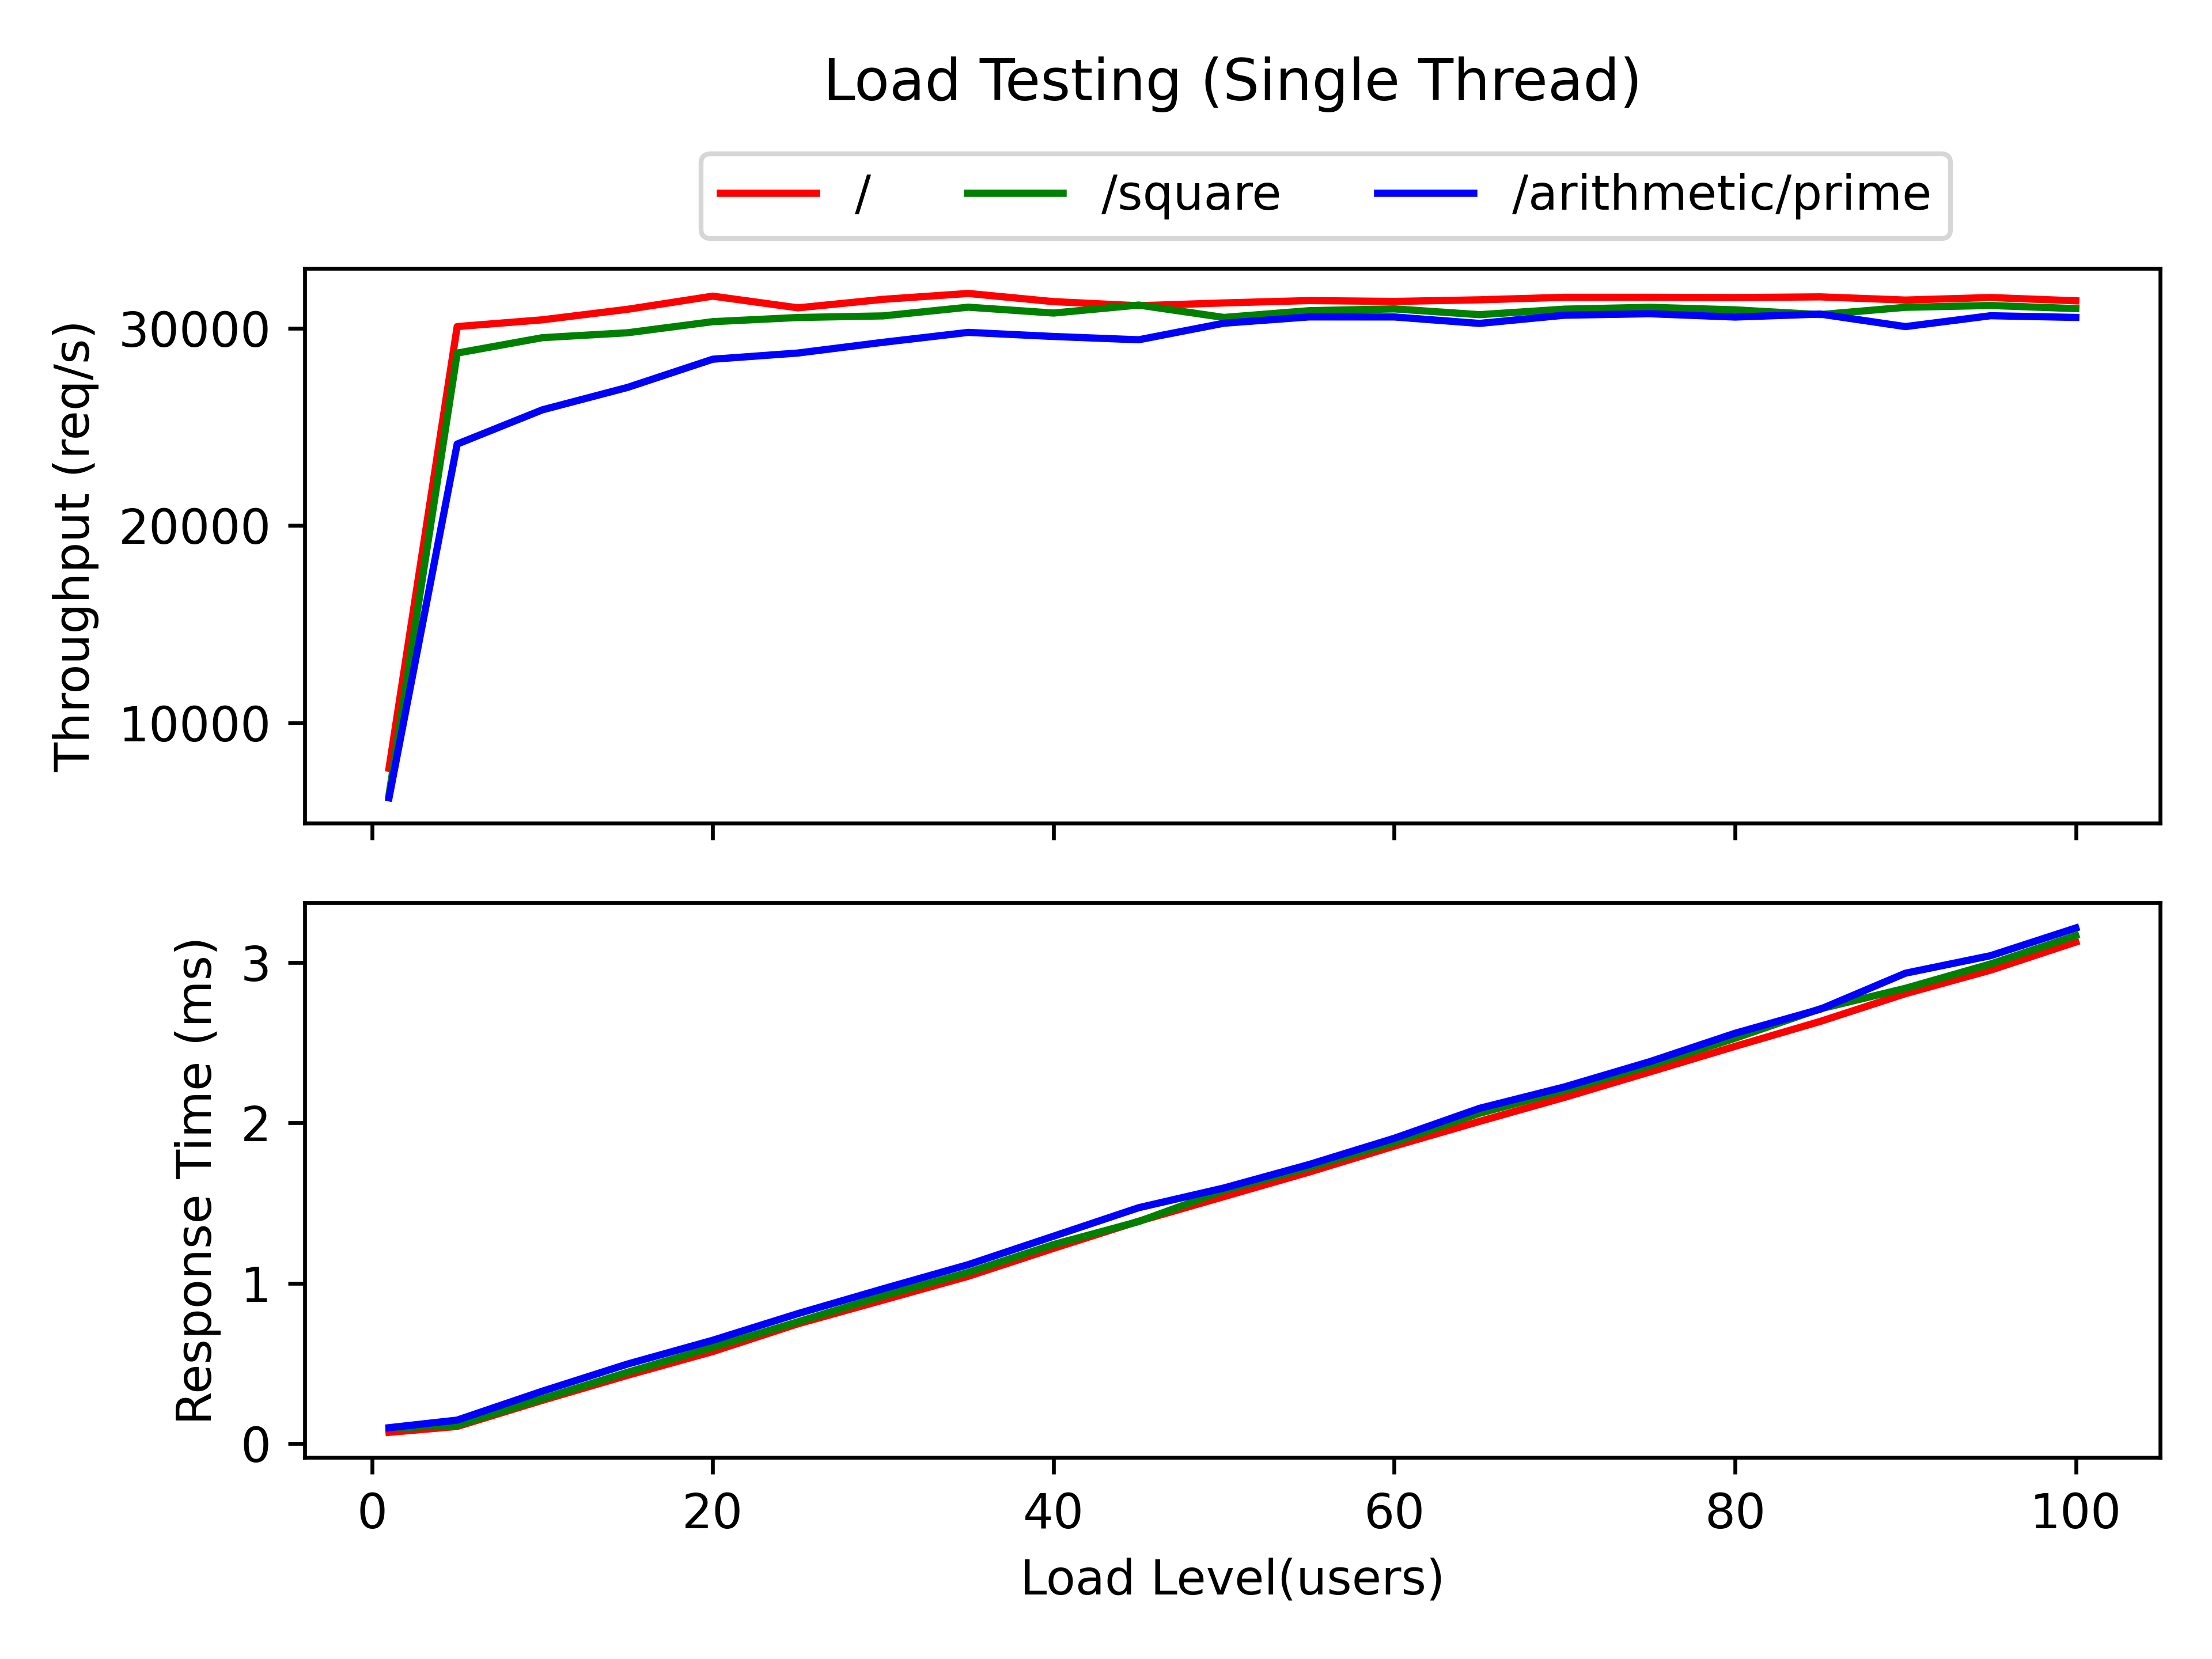 Load Testing (Single Thread)
/ /square /arithmetic/prime
Throughput (req/s)
30000
20000
10000
Response Time (ms)
3
2
1
0
0 20 40 60 80 100
Load Level(users)